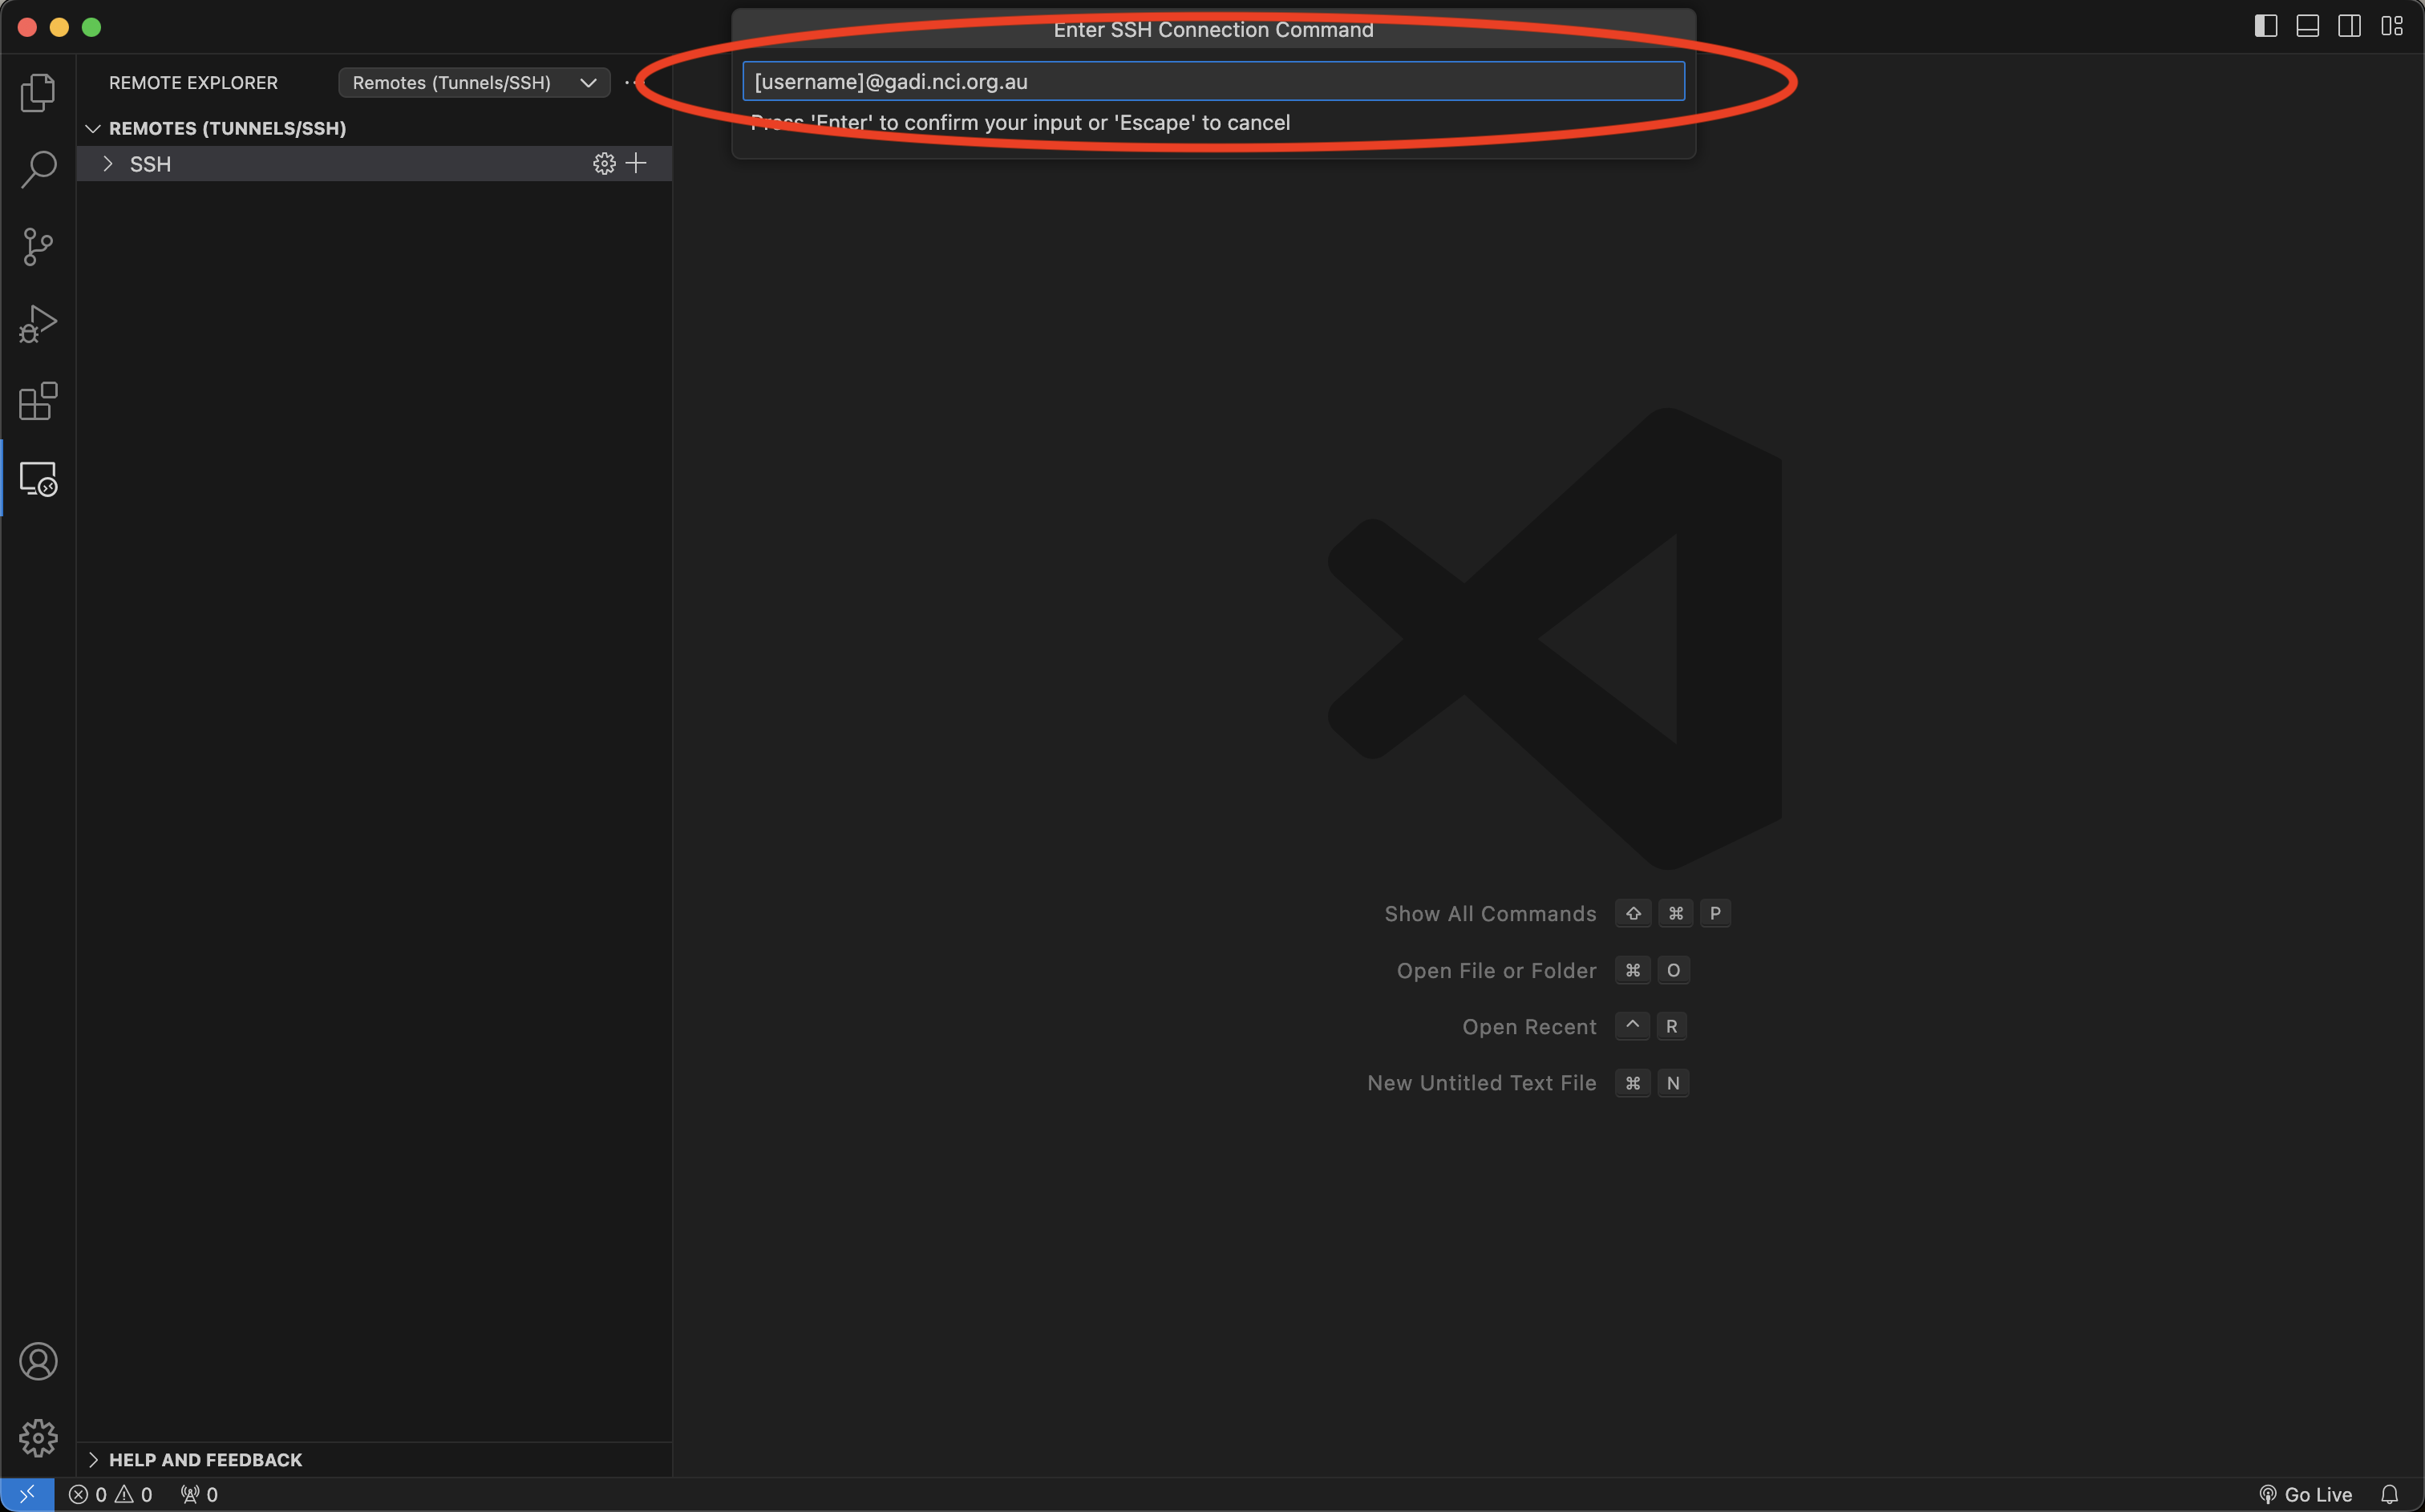 Enter SSH Connection Command
REMOTE EXPLORER
Remotes (Tunnels/SSH)
[username]@gadi.nci.org.au
Press 'Enter' to confirm your input or 'Escape' to cancel
REMOTES (TUNNELS/SSH)
SSH
Show All Commands ⇧ ⌘ P
Open File or Folder ⌘ O
Open Recent ^ R
New Untitled Text File ⌘ N
HELP AND FEEDBACK
0 0 0
Go Live